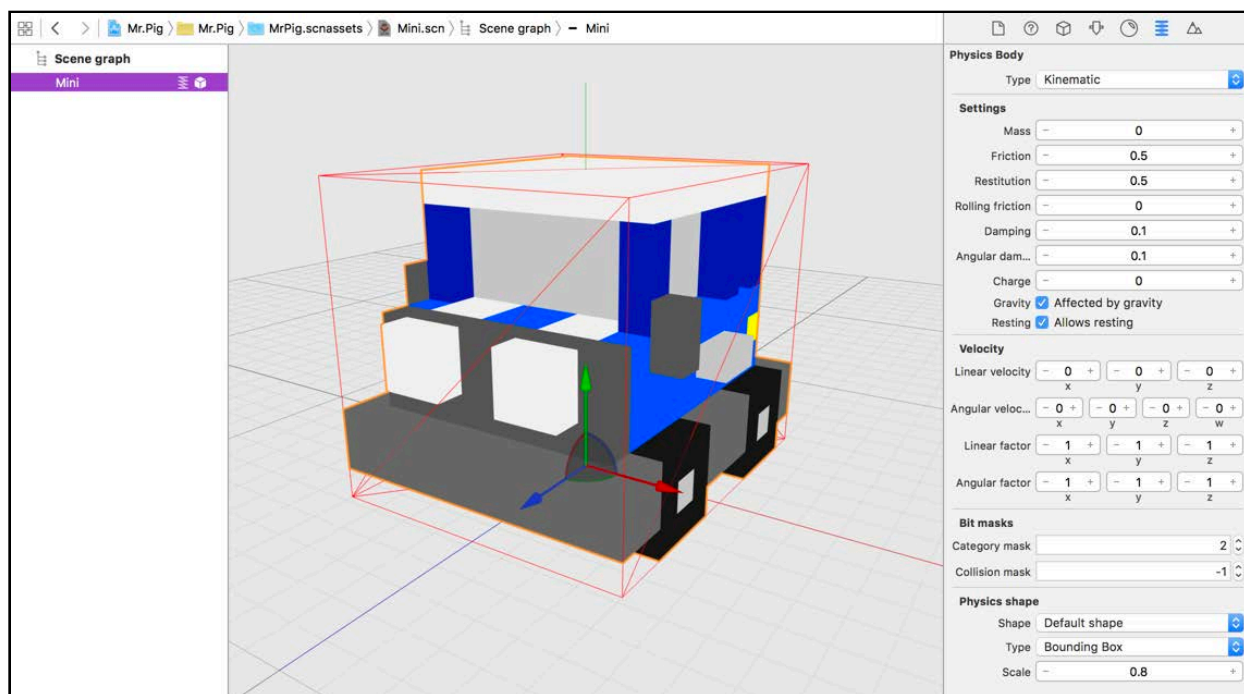 Mr.Pig Mr.Pig MrPig.scnassets Mini.scn Scene graph Mini
Scene graph
Mini
Physics Body
Type Kinematic
Settings
Mass - 0 +
Friction - 0.5 +
Restitution - 0.5 +
Rolling friction - 0 +
Damping - 0.1 +
Angular dam... - 0.1 +
Charge - 0 +
Gravity Affected by gravity
Resting Allows resting
Velocity
Linear velocity - 0 + - 0 + - 0 +
x y z
Angular veloc... - 0 + - 0 + - 0 + - 0 +
x y z w
Linear factor - 1 + - 1 + - 1 +
x y z
Angular factor - 1 + - 1 + - 1 +
x y z
Bit masks
Category mask 2
Collision mask -1
Physics shape
Shape Default shape
Type Bounding Box
Scale - 0.8 +